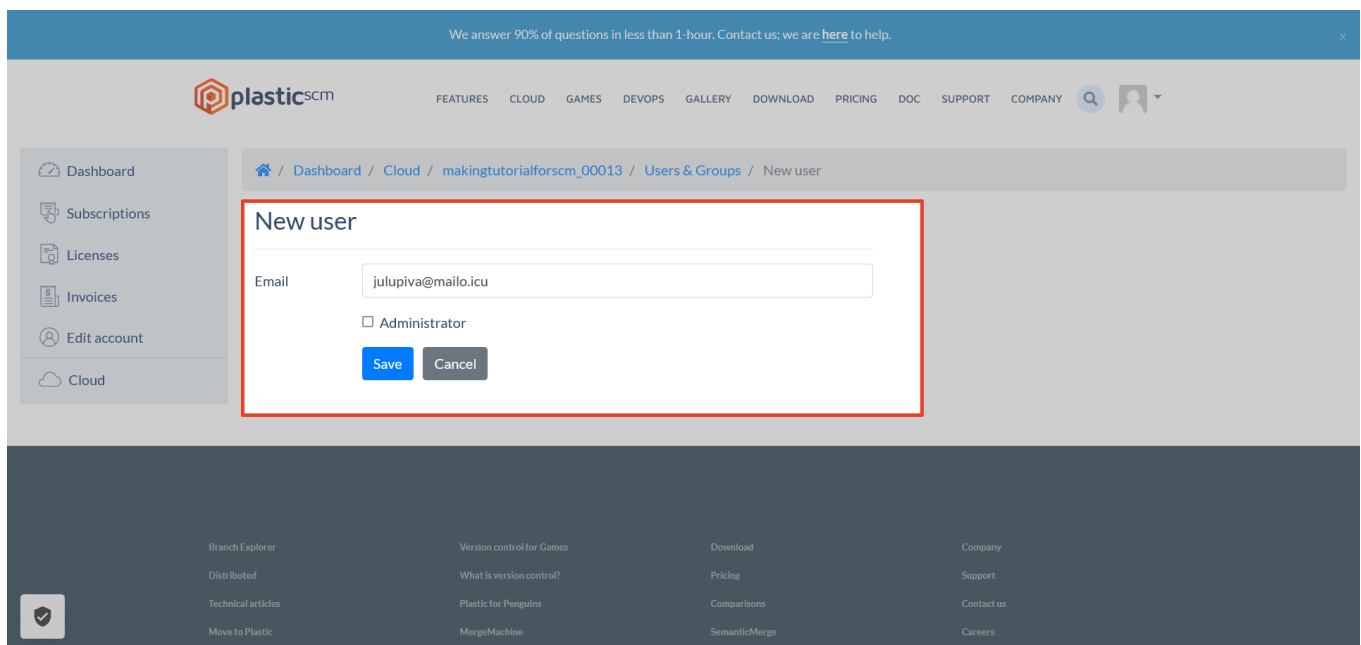 We answer 90% of questions in less than 1-hour. Contact us; we are here to help. x
plasticscm FEATURES CLOUD GAMES DEVOPS GALLERY DOWNLOAD PRICING DOC SUPPORT COMPANY
Dashboard
Subscriptions
Licenses
Invoices
Edit account
Cloud
/ Dashboard / Cloud / makingtutorialforscm_00013 / Users & Groups / New user
New user
Email julupiva@mailo.icu
Administrator
Save Cancel
Branch Explorer Version control for Games Download Company
Distributed What is version control? Pricing Support
Technical articles Plastic for Penguins Comparisons Contact us
Move to Plastic MergeMachine SemanticMerge Careers